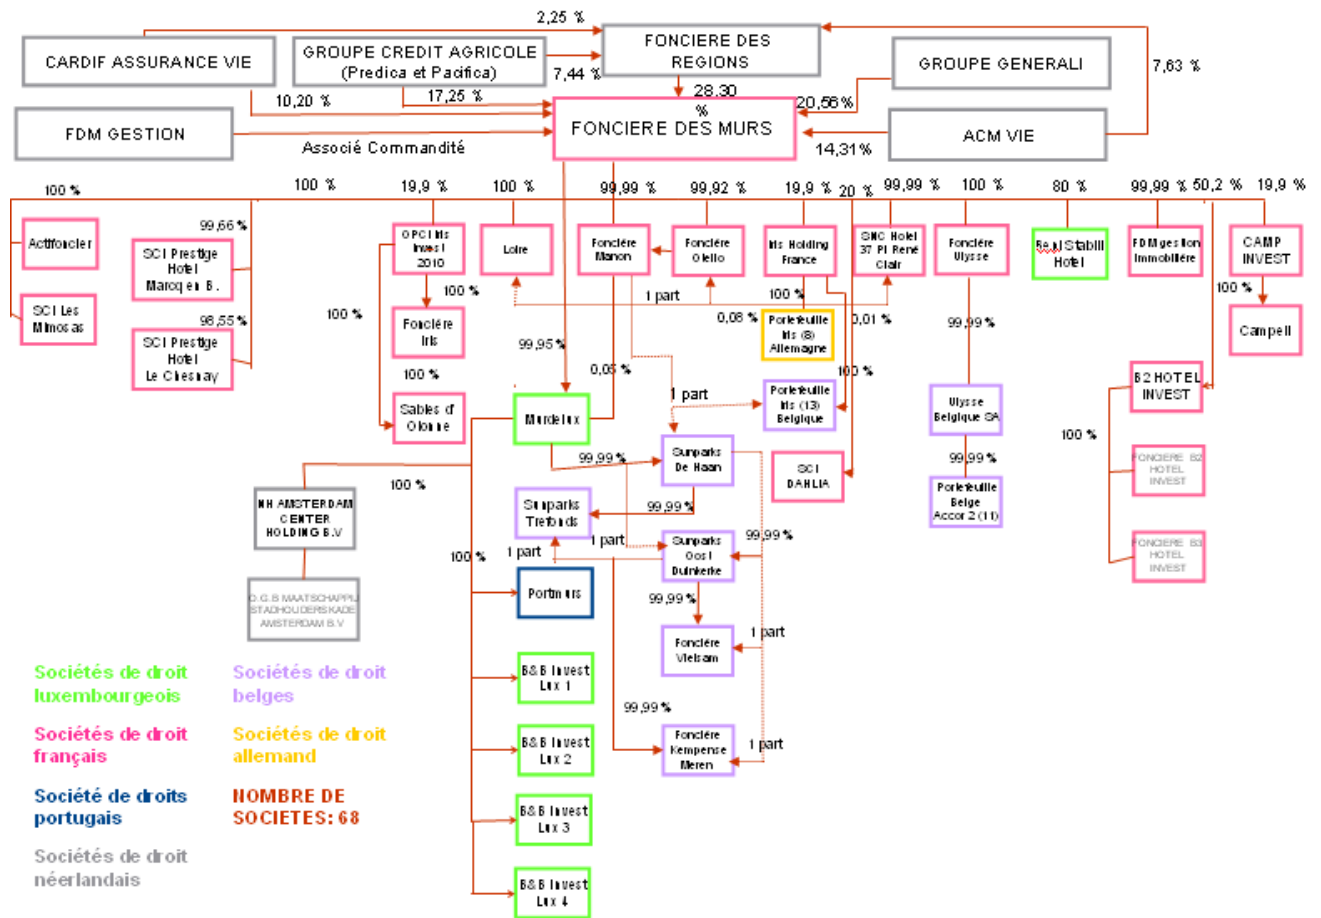 2,25 %
CARDIF ASSURANCE VIE
GROUPE CREDIT AGRICOLE
(Predica et Pacifica)
FONCIERE DES
REGIONS
GROUPE GENERALI
7,44 %
7,63 %
10,20 %
17,25 %
28.30
%
20,56%
FDM GESTION
Associé Commandité
FONCIERE DES MURS
ACM VIE
14,31%
100 %
100 %
19,9 %
100 %
99,99 %
99,92 %
19,9 %
20 %
99,99 %
100 %
80 %
99,99 %
50,2 %
19,9 %
Actifoncier
99,66 %
SCI Prestige
Hotel
Marcq en B.
OPCI Iris
Invest
2010
Loire
Foncière
Manon
Foncière
Otello
Iris Holding
France
SNC Hotel
37 Pl René
Clair
Foncière
Ulysse
Stabili
Hotel
FDM gestion
Immobilière
CAMP
INVEST
SCI Les
Mimosas
98,55 %
SCI Prestige
Hotel
Le Chesnay
100 %
100 %
Foncière
Iris
1 part
100 %
0,08 %
Portefeuille
Iris (8)
Allemagne
0,01 %
99,99 %
100 %
Campeli
99,95 %
0,05 %
100 %
Sables d'
Olonne
Murdelux
1 part
100 %
Portefeuille
Iris (13)
Belgique
Ulysse
Belgique SA
B2 HOTEL
INVEST
100 %
99,99 %
Sunparks
De Haan
SCI
DAHLIA
99,99 %
Portefeuille
Belge
Accor 2 (11)
FONCIERE B2
HOTEL
INVEST
100 %
NH AMSTERDAM
CENTER
HOLDING B.V
Sunparks
Trefonds
99,99 %
99,99 %
1 part
1 part
Sunparks
Oost
Duinkerke
FONCIERE B3
HOTEL
INVEST
100 %
O.G.B MAATSCHAPPIJ
STADHOUDERSKADE
AMSTERDAM B.V
Portmurs
99,99 %
Foncière
Vielsam
1 part
Sociétés de droit
luxembourgeois
Sociétés de droit
belges
B&B Invest
Lux 1
99,99 %
Sociétés de droit
français
Sociétés de droit
allemand
B&B Invest
Lux 2
Foncière
Kempense
Meren
1 part
Société de droits
portugais
NOMBRE DE
SOCIETES: 68
B&B Invest
Lux 3
Sociétés de droit
néerlandais
B&B Invest
Lux 4